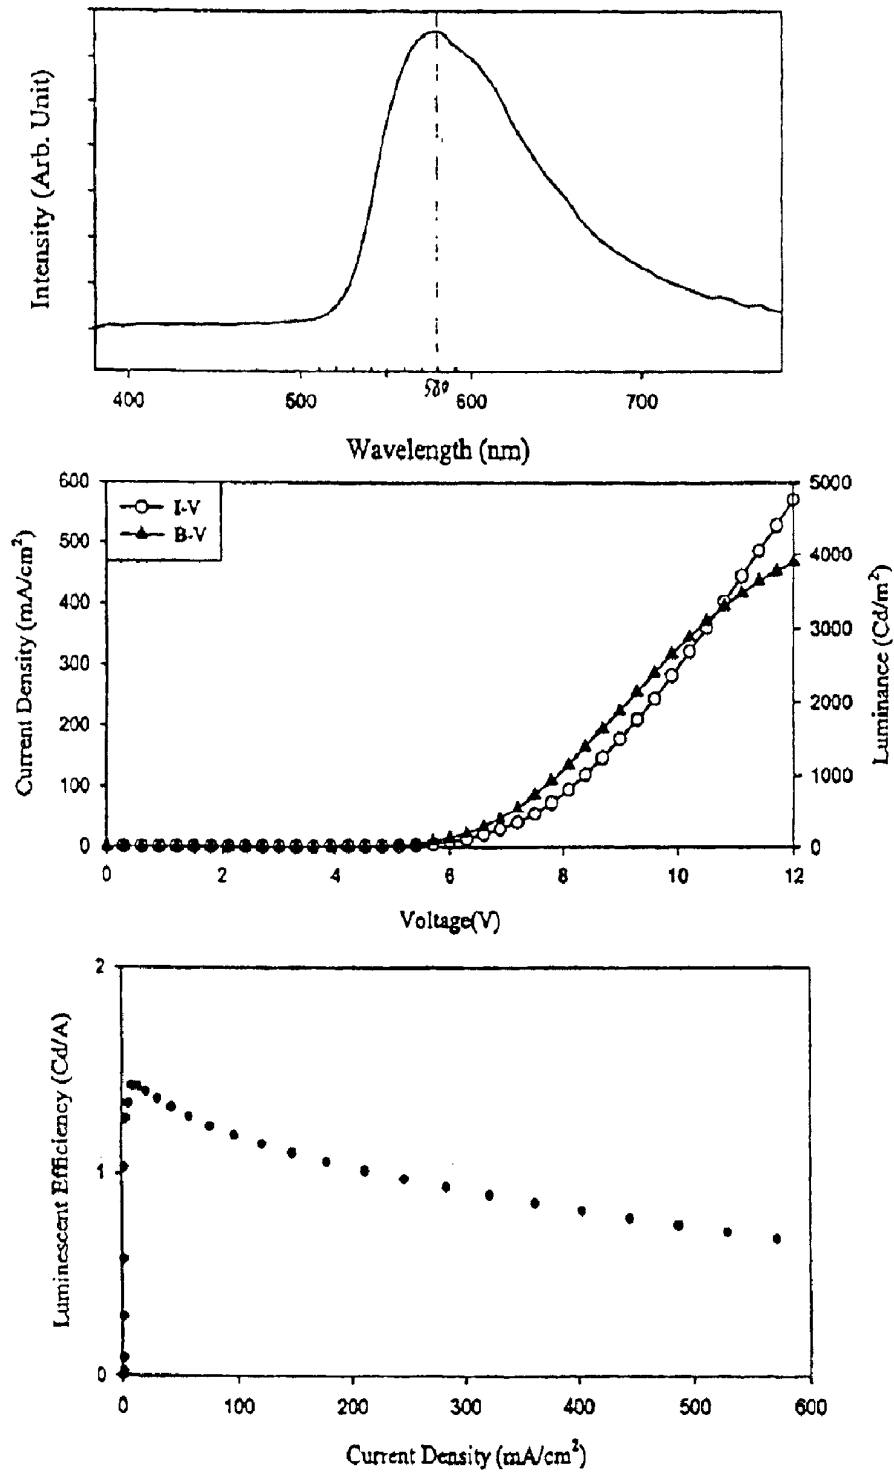 Intensity (Arb. Unit)
400 500 580 600 700
Wavelength (nm)
I-V
B-V
Current Density (mA/cm²)
600
500
400
300
200
100
0
5000
4000
3000
2000
1000
0
Luminance (Cd/m²)
0 2 4 6 8 10 12
Voltage(V)
Luminescent Efficiency (Cd/A)
2
1
0
0 100 200 300 400 500 600
Current Density (mA/cm²)